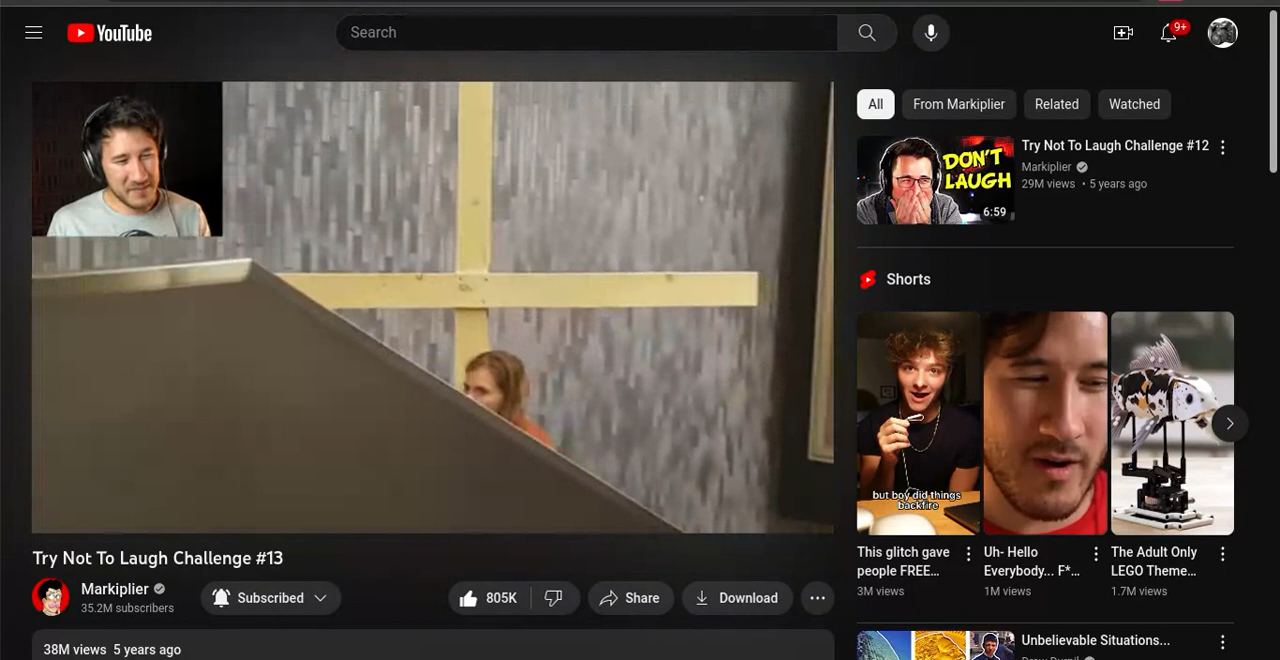 YouTube
Search
9+
All
From Markiplier
Related
Watched
DON'T
LAUGH
6:59
Try Not To Laugh Challenge #12
Markiplier
29M views • 5 years ago
Shorts
but boy did things
backfire
This glitch gave
people FREE...
3M views
Uh- Hello
Everybody... F*...
1M views
The Adult Only
LEGO Theme...
1.7M views
Unbelievable Situations...
Try Not To Laugh Challenge #13
Markiplier
35.2M subscribers
Subscribed
805K
Share
Download
38M views 5 years ago